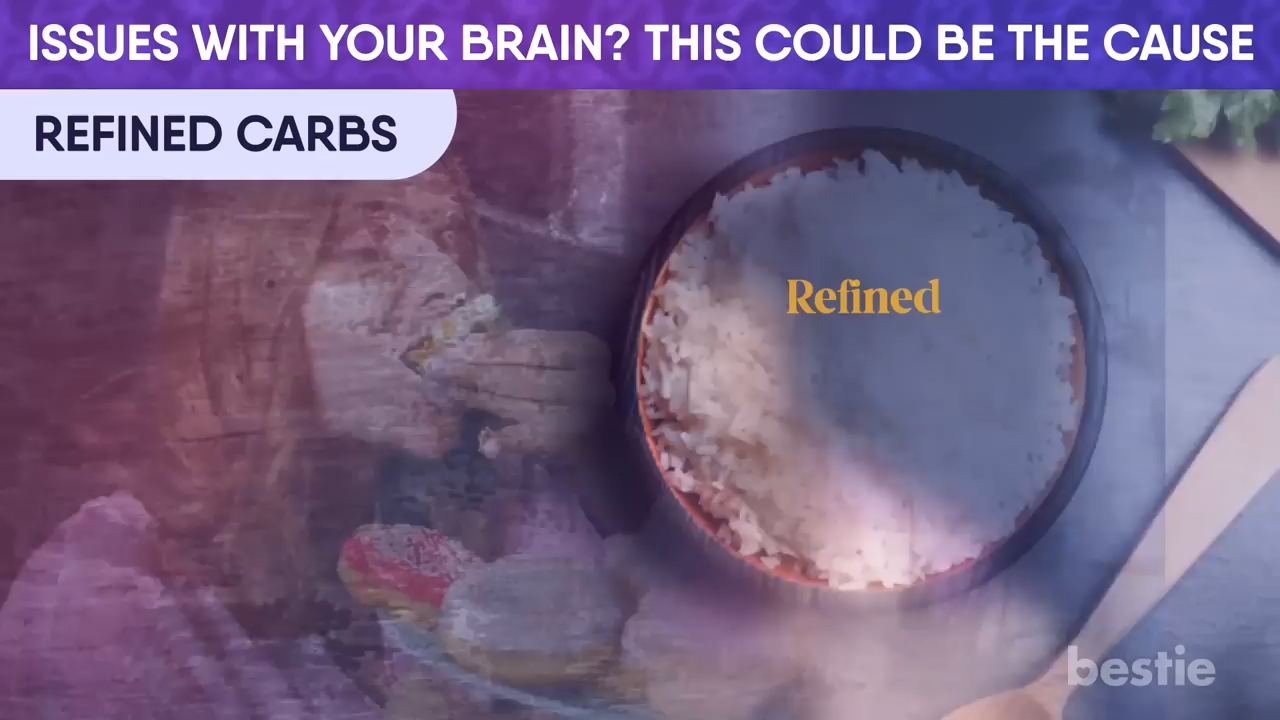 ISSUES WITH YOUR BRAIN? THIS COULD BE THE CAUSE
REFINED CARBS
Refined
bestie